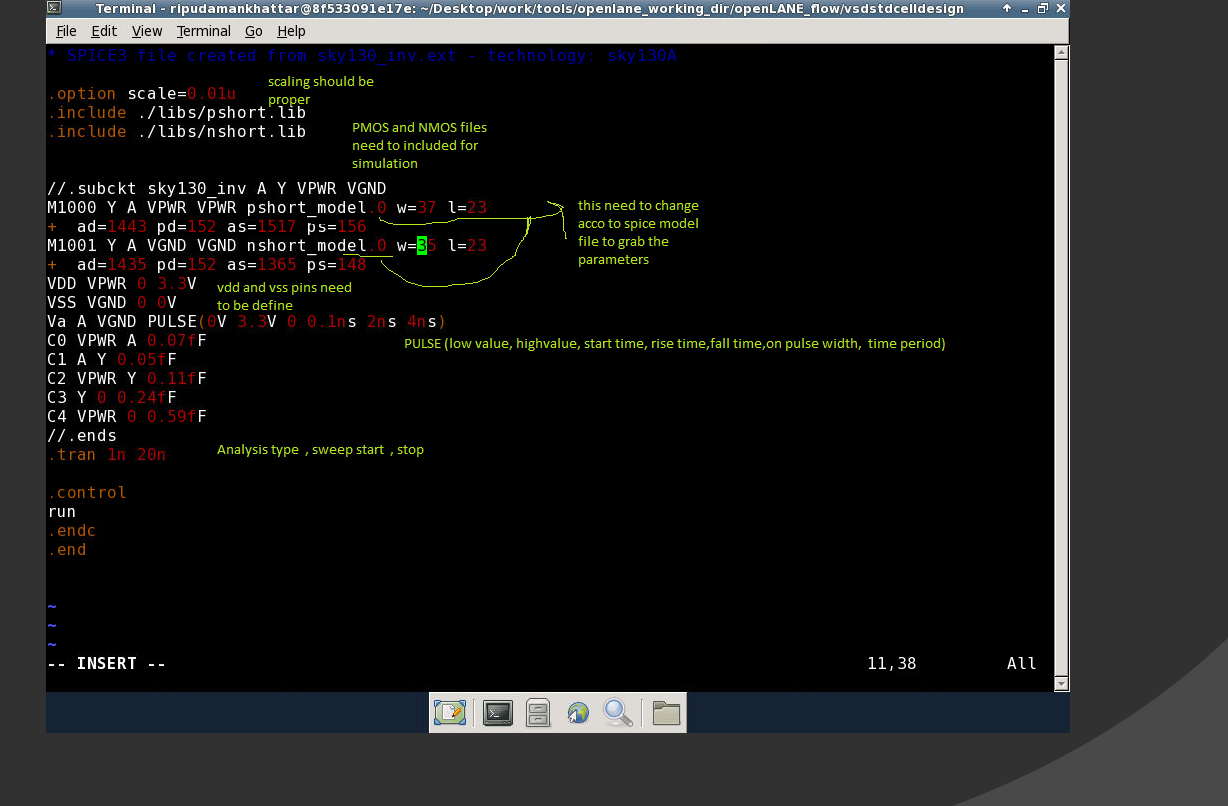 Terminal - ripudamankhattar@8f533091e17e: ~/Desktop/work/tools/openlane_working_dir/openLANE_flow/vsdstdcelldesign
File Edit View Terminal Go Help
* SPICE3 file created from sky130_inv.ext - technology: sky130A
scaling should be
proper
.option scale=0.01u
.include ./libs/pshort.lib
.include ./libs/nshort.lib
PMOS and NMOS files
need to included for
simulation
//.subckt sky130_inv A Y VPWR VGND
M1000 Y A VPWR VPWR pshort_model.0 w=37 l=23
+  ad=1443 pd=152 as=1517 ps=156
M1001 Y A VGND VGND nshort_model.0 w=35 l=23
+  ad=1435 pd=152 as=1365 ps=148
this need to change
acco to spice model
file to grab the
parameters
VDD VPWR 0 3.3V
VSS VGND 0 0V
vdd and vss pins need
to be define
Va A VGND PULSE(0V 3.3V 0 0.1ns 2ns 4ns)
PULSE (low value, highvalue, start time, rise time,fall time,on pulse width,  time period)
C0 VPWR A 0.07fF
C1 A Y 0.05fF
C2 VPWR Y 0.11fF
C3 Y 0 0.24fF
C4 VPWR 0 0.59fF
//.ends
.tran 1n 20n
Analysis type , sweep start , stop
.control
run
.endc
.end
~
~
~
-- INSERT --
11,38
All